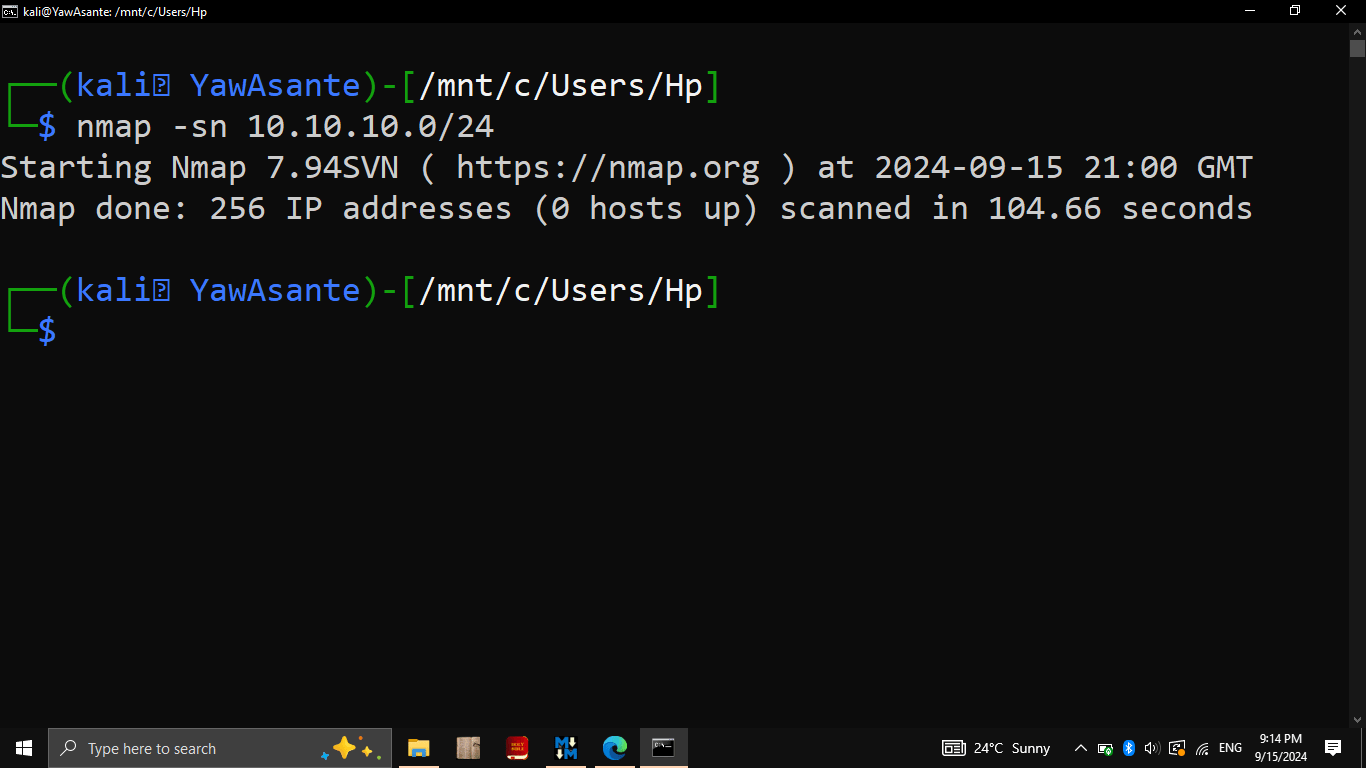 kali@YawAsante: /mnt/c/Users/Hp
┌──(kali㉿ YawAsante)-[/mnt/c/Users/Hp]
└─$ nmap -sn 10.10.10.0/24
Starting Nmap 7.94SVN ( https://nmap.org ) at 2024-09-15 21:00 GMT
Nmap done: 256 IP addresses (0 hosts up) scanned in 104.66 seconds
┌──(kali㉿ YawAsante)-[/mnt/c/Users/Hp]
└─$
Type here to search
24°C Sunny
ENG
9:14 PM
9/15/2024